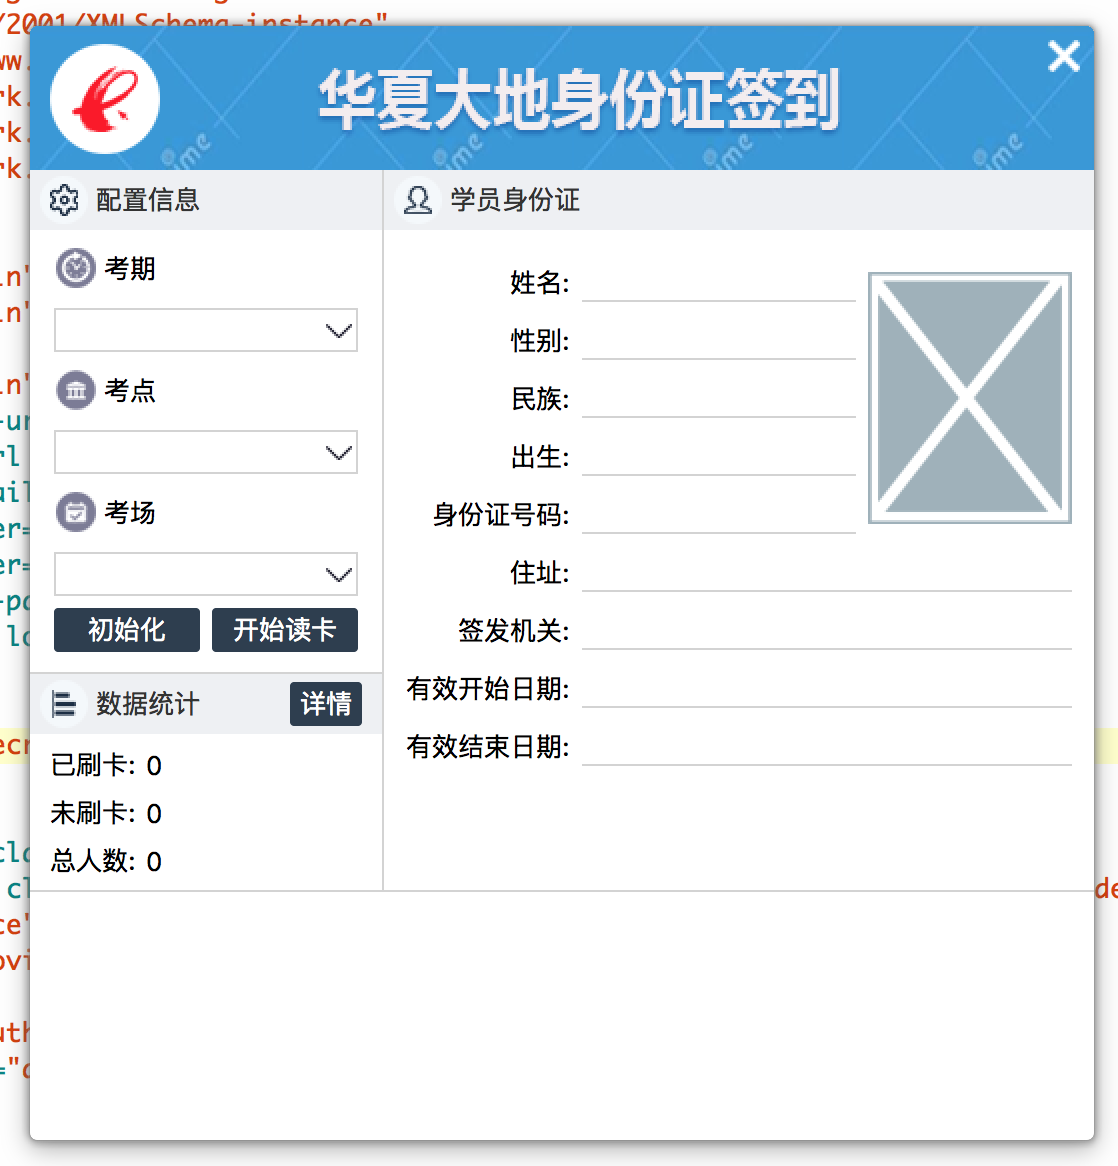 /2001/XMLSchema-instance"
华夏大地身份证签到
配置信息
学员身份证
考期
考点
考场
初始化
开始读卡
数据统计
详情
已刷卡: 0
未刷卡: 0
总人数: 0
姓名:
性别:
民族:
出生:
身份证号码:
住址:
签发机关:
有效开始日期:
有效结束日期: